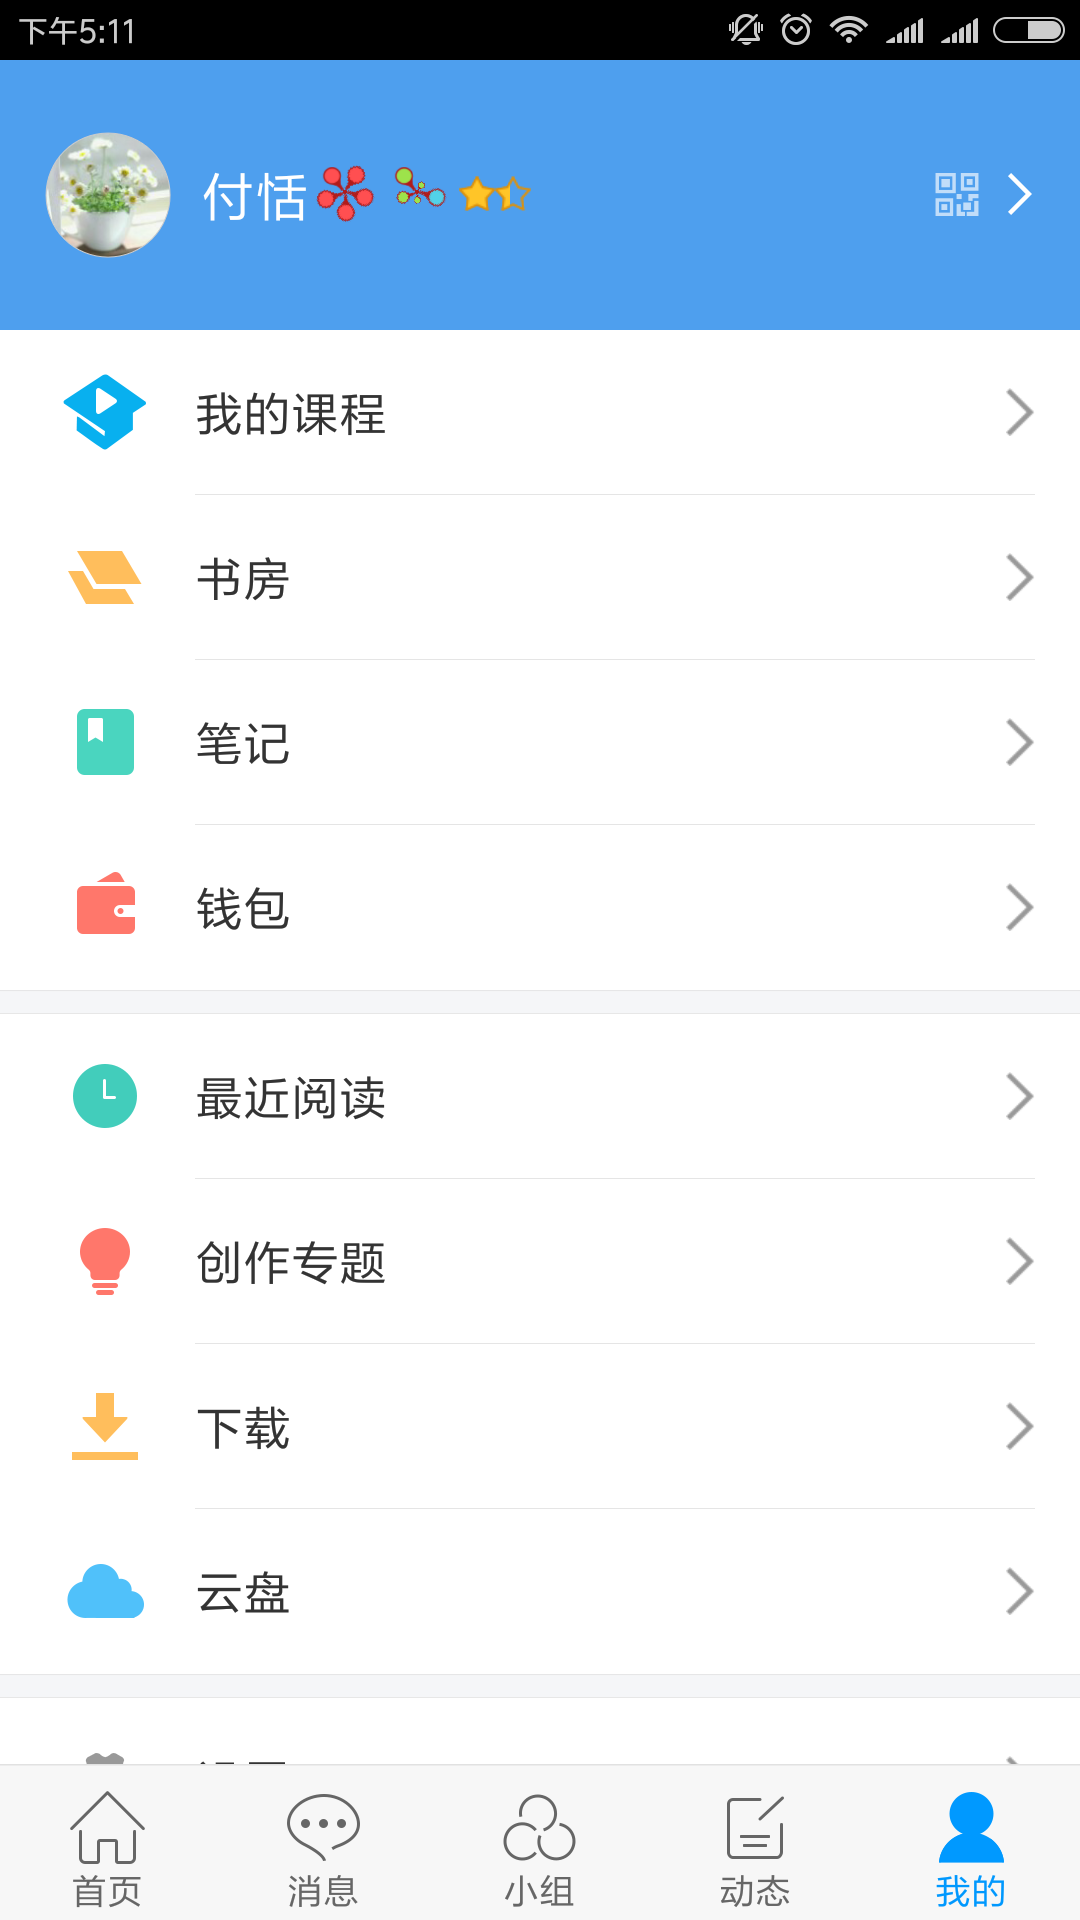 下午5:11
付恬
我的课程
书房
笔记
钱包
最近阅读
创作专题
下载
云盘
首页
消息
小组
动态
我的